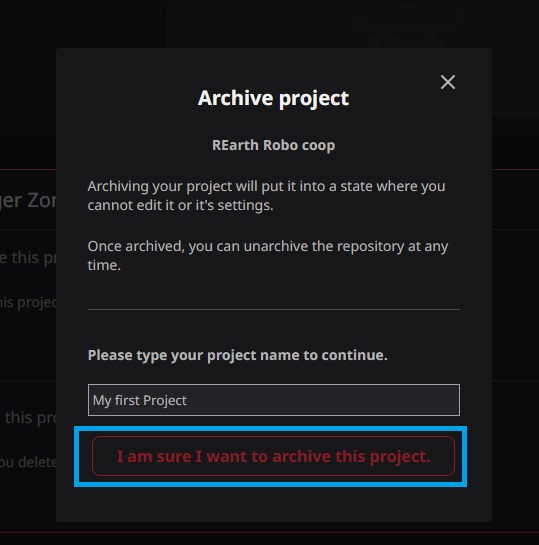 Archive project
REarth Robo coop
Archiving your project will put it into a state where you
cannot edit it or it's settings.
Once archived, you can unarchive the repository at any
time.
Please type your project name to continue.
My first Project
I am sure I want to archive this project.
ger Zon
e this pr
his projec
this pro
ou delete